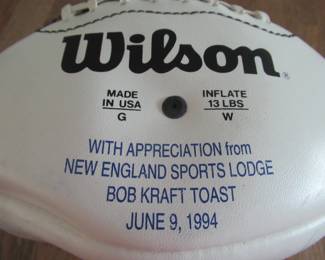 Wilson®
MADE IN USA G
INFLATE 13 LBS W
WITH APPRECIATION from
NEW ENGLAND SPORTS LODGE
BOB KRAFT TOAST
JUNE 9, 1994